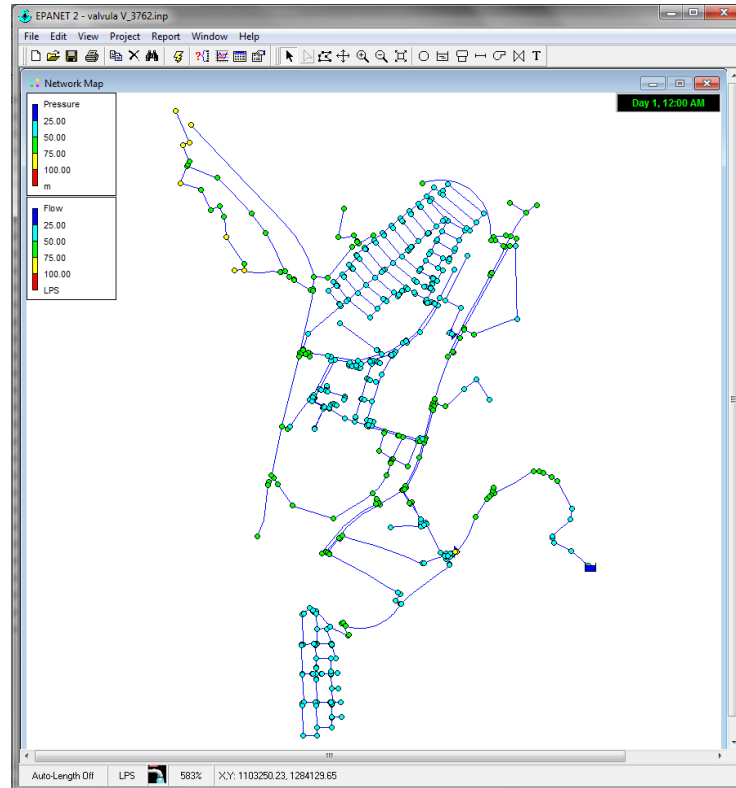 EPANET 2 - valvula V_3762.inp
File Edit View Project Report Window Help
T
Network Map
Day 1, 12:00 AM
Pressure
25.00
50.00
75.00
100.00
m
Flow
25.00
50.00
75.00
100.00
LPS
Auto-Length Off LPS 583% X,Y: 1103250.23, 1284129.65